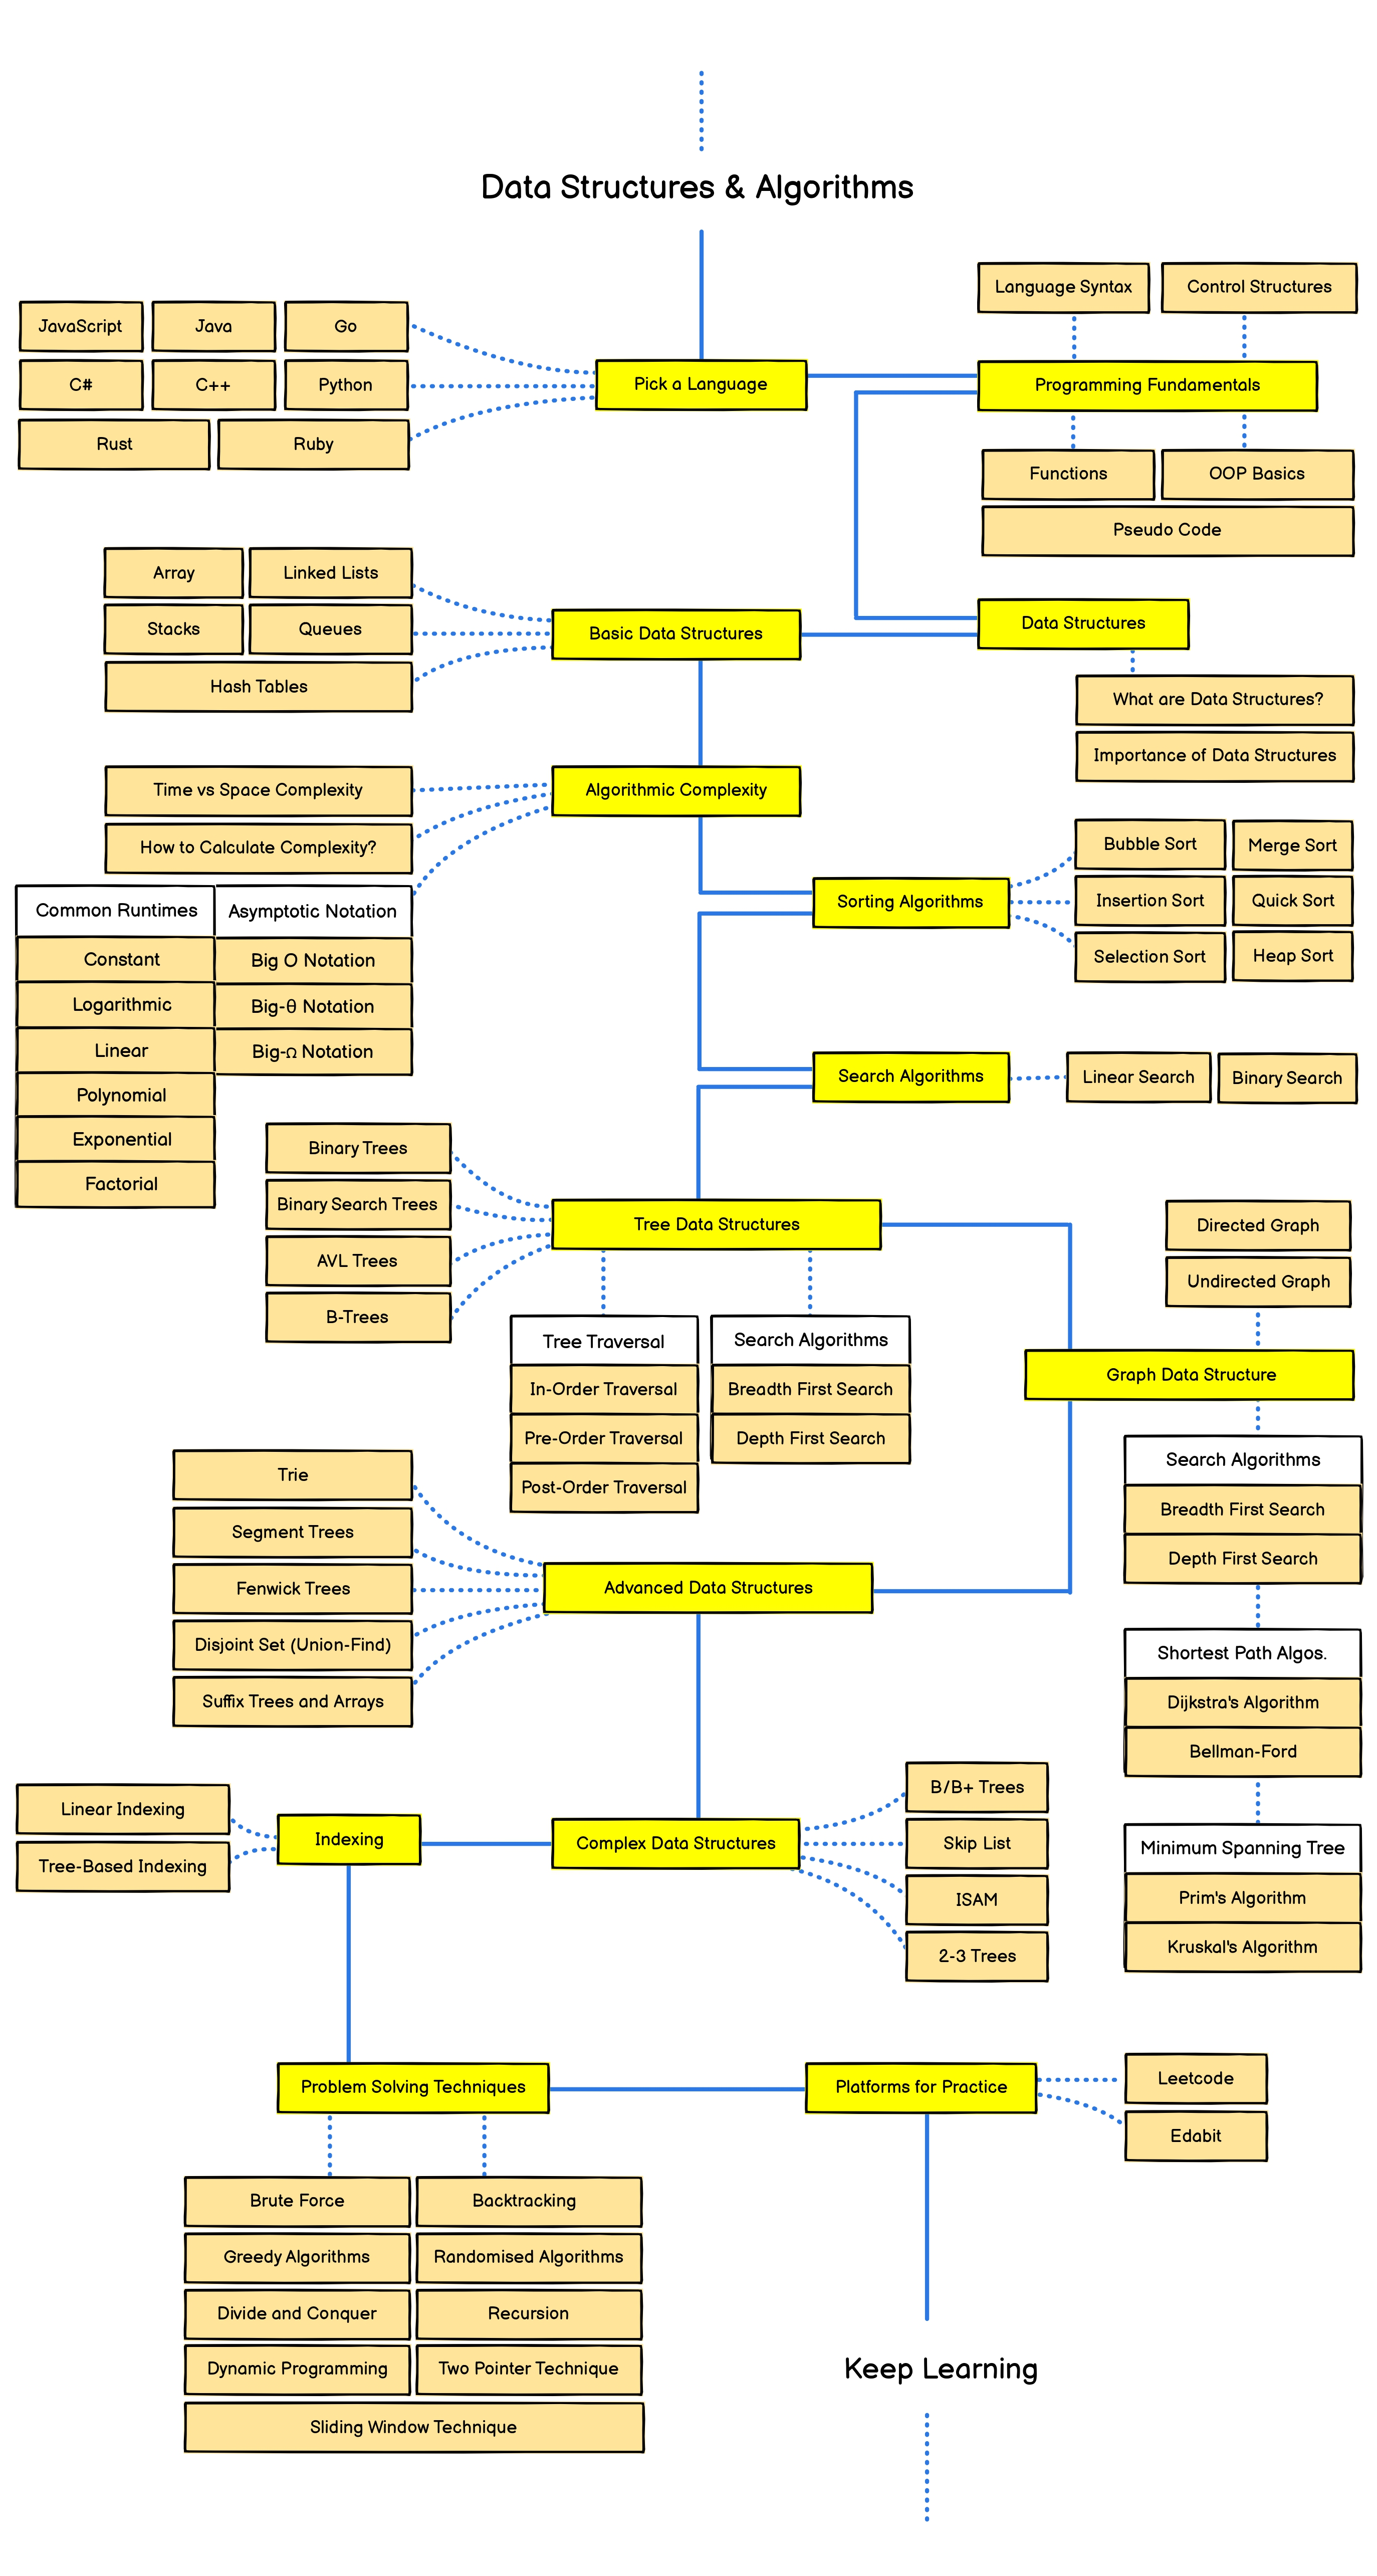 Data Structures & Algorithms
Language Syntax
Control Structures
JavaScript
Java
Go
C#
C++
Python
Rust
Ruby
Pick a Language
Programming Fundamentals
Functions
OOP Basics
Pseudo Code
Array
Linked Lists
Stacks
Queues
Hash Tables
Basic Data Structures
Data Structures
What are Data Structures?
Importance of Data Structures
Time vs Space Complexity
How to Calculate Complexity?
Algorithmic Complexity
Common Runtimes
Constant
Logarithmic
Linear
Polynomial
Exponential
Factorial
Asymptotic Notation
Big O Notation
Big-θ Notation
Big-Ω Notation
Sorting Algorithms
Bubble Sort
Merge Sort
Insertion Sort
Quick Sort
Selection Sort
Heap Sort
Search Algorithms
Linear Search
Binary Search
Binary Trees
Binary Search Trees
AVL Trees
B-Trees
Tree Data Structures
Tree Traversal
In-Order Traversal
Pre-Order Traversal
Post-Order Traversal
Search Algorithms
Breadth First Search
Depth First Search
Directed Graph
Undirected Graph
Graph Data Structure
Search Algorithms
Breadth First Search
Depth First Search
Shortest Path Algos.
Dijkstra's Algorithm
Bellman-Ford
Minimum Spanning Tree
Prim's Algorithm
Kruskal's Algorithm
Trie
Segment Trees
Fenwick Trees
Disjoint Set (Union-Find)
Suffix Trees and Arrays
Advanced Data Structures
Linear Indexing
Tree-Based Indexing
Indexing
Complex Data Structures
B/B+ Trees
Skip List
ISAM
2-3 Trees
Problem Solving Techniques
Platforms for Practice
Leetcode
Edabit
Brute Force
Backtracking
Greedy Algorithms
Randomised Algorithms
Divide and Conquer
Recursion
Dynamic Programming
Two Pointer Technique
Sliding Window Technique
Keep Learning